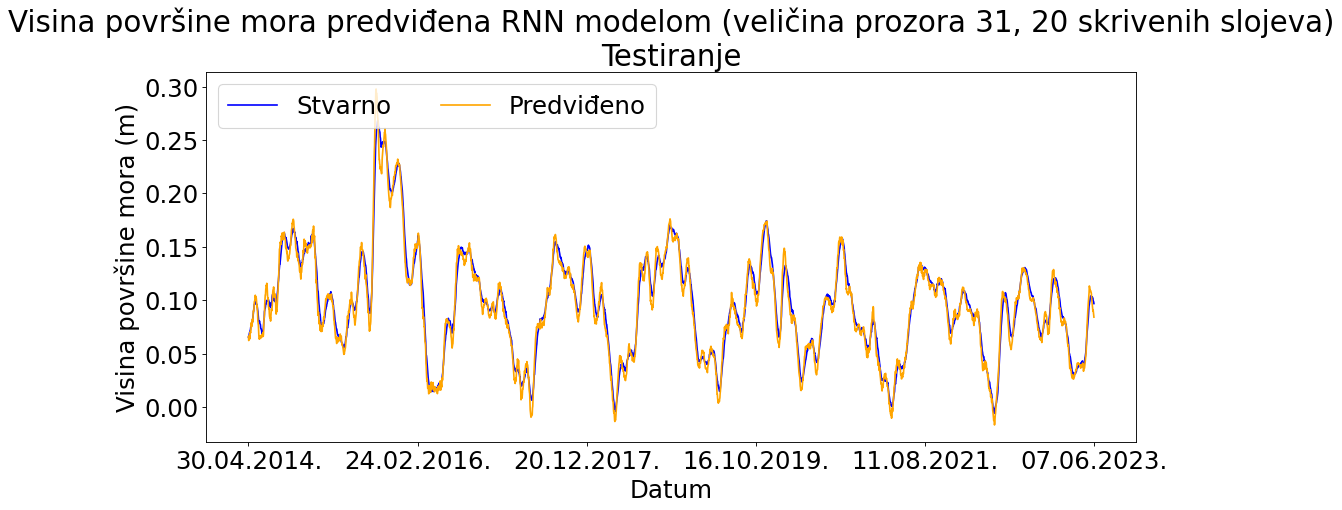 Visina površine mora predviđena RNN modelom (veličina prozora 31, 20 skrivenih slojeva)
Testiranje
Stvarno
Predviđeno
Visina površine mora (m)
0.30
0.25
0.20
0.15
0.10
0.05
0.00
30.04.2014.
24.02.2016.
20.12.2017.
16.10.2019.
11.08.2021.
07.06.2023.
Datum